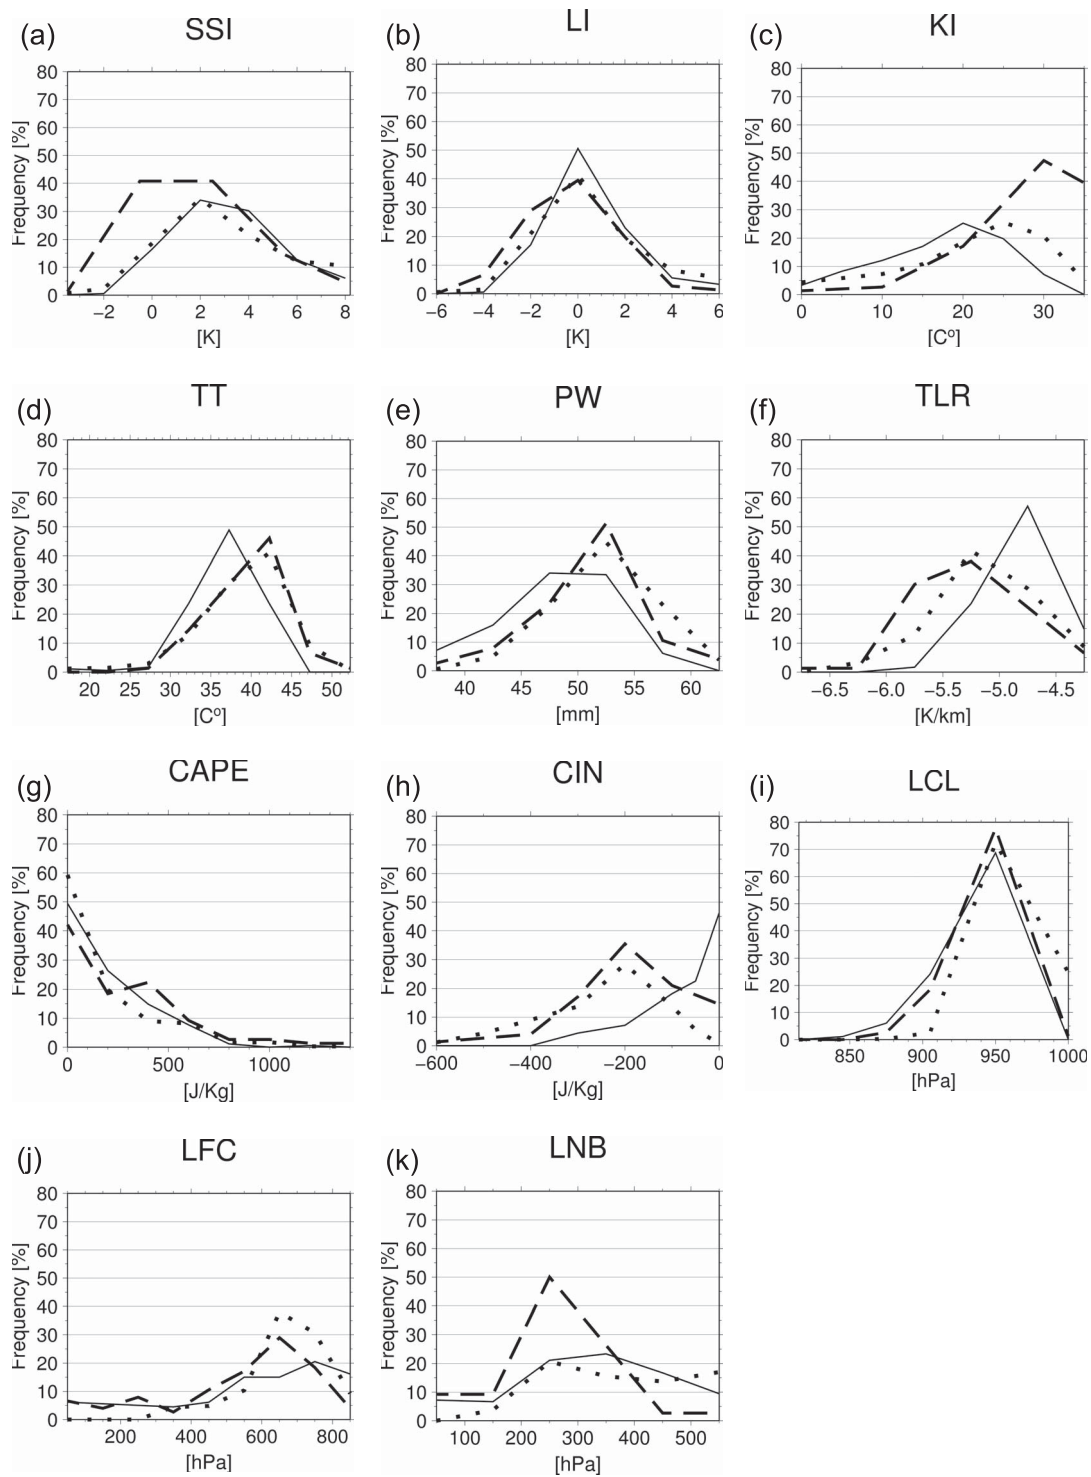 (a) SSI
Frequency [%]
80
70
60
50
40
30
20
10
0
−2 0 2 4 6 8
[K]
(b) LI
Frequency [%]
80
70
60
50
40
30
20
10
0
−6 −4 −2 0 2 4 6
[K]
(c) KI
Frequency [%]
80
70
60
50
40
30
20
10
0
0 10 20 30
[Cº]
(d) TT
Frequency [%]
80
70
60
50
40
30
20
10
0
20 25 30 35 40 45 50
[Cº]
(e) PW
Frequency [%]
80
70
60
50
40
30
20
10
0
40 45 50 55 60
[mm]
(f) TLR
Frequency [%]
80
70
60
50
40
30
20
10
0
−6.5 −6.0 −5.5 −5.0 −4.5
[K/km]
(g) CAPE
Frequency [%]
80
70
60
50
40
30
20
10
0
0 500 1000
[J/Kg]
(h) CIN
Frequency [%]
80
70
60
50
40
30
20
10
0
−600 −400 −200 0
[J/Kg]
(i) LCL
Frequency [%]
80
70
60
50
40
30
20
10
0
850 900 950 1000
[hPa]
(j) LFC
Frequency [%]
80
70
60
50
40
30
20
10
0
200 400 600 800
[hPa]
(k) LNB
Frequency [%]
80
70
60
50
40
30
20
10
0
100 200 300 400 500
[hPa]